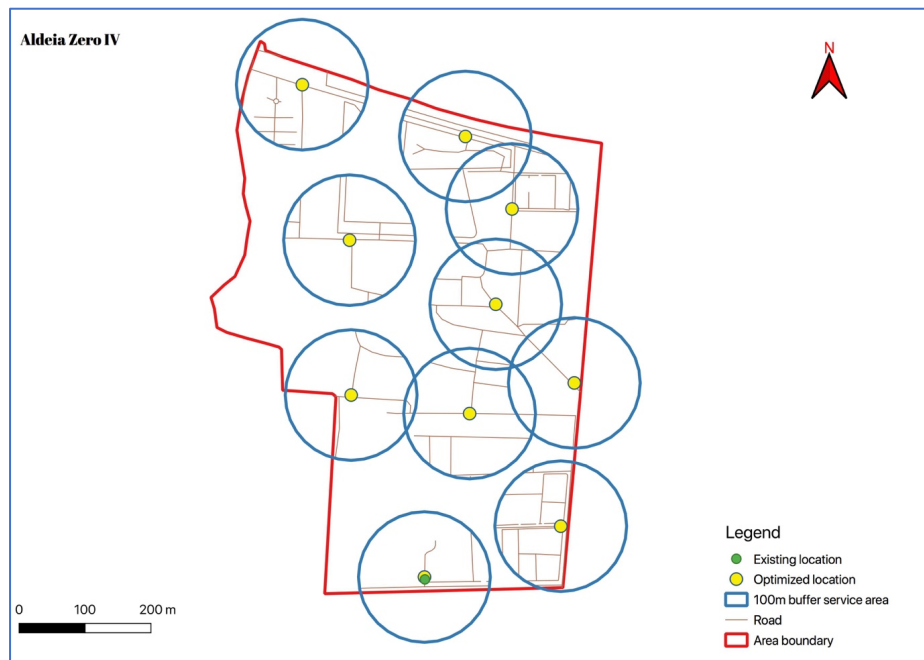 Aldeia Zero IV
N
Legend
Existing location
Optimized location
100m buffer service area
Road
Area boundary
0 100 200 m